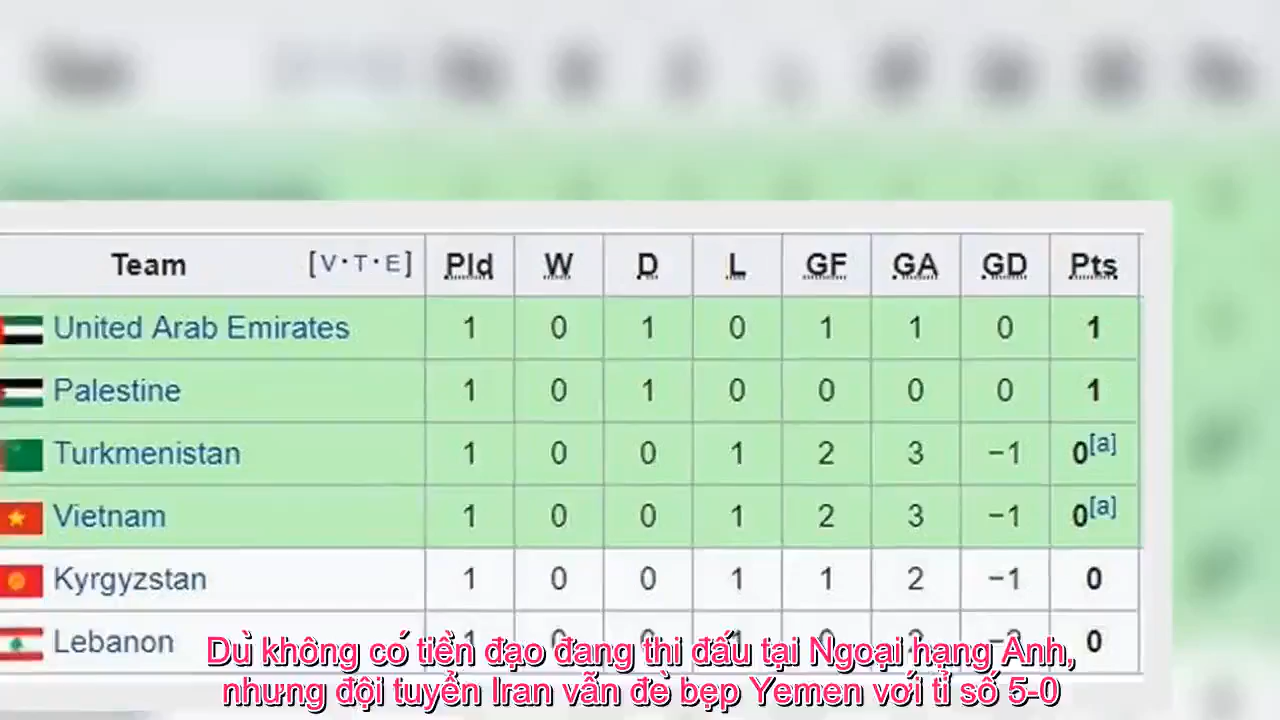 Team [V·T·E] Pld W D L GF GA GD Pts
United Arab Emirates 1 0 1 0 1 1 0 1
Palestine 1 0 1 0 0 0 0 1
Turkmenistan 1 0 0 1 2 3 −1 0[a]
Vietnam 1 0 0 1 2 3 −1 0[a]
Kyrgyzstan 1 0 0 1 1 2 −1 0
Lebanon 1 0 0 1 0
Dù không có tiền đạo đang thi đấu tại Ngoại hạng Anh,
nhưng đội tuyển Iran vẫn đè bẹp Yemen với tỉ số 5-0